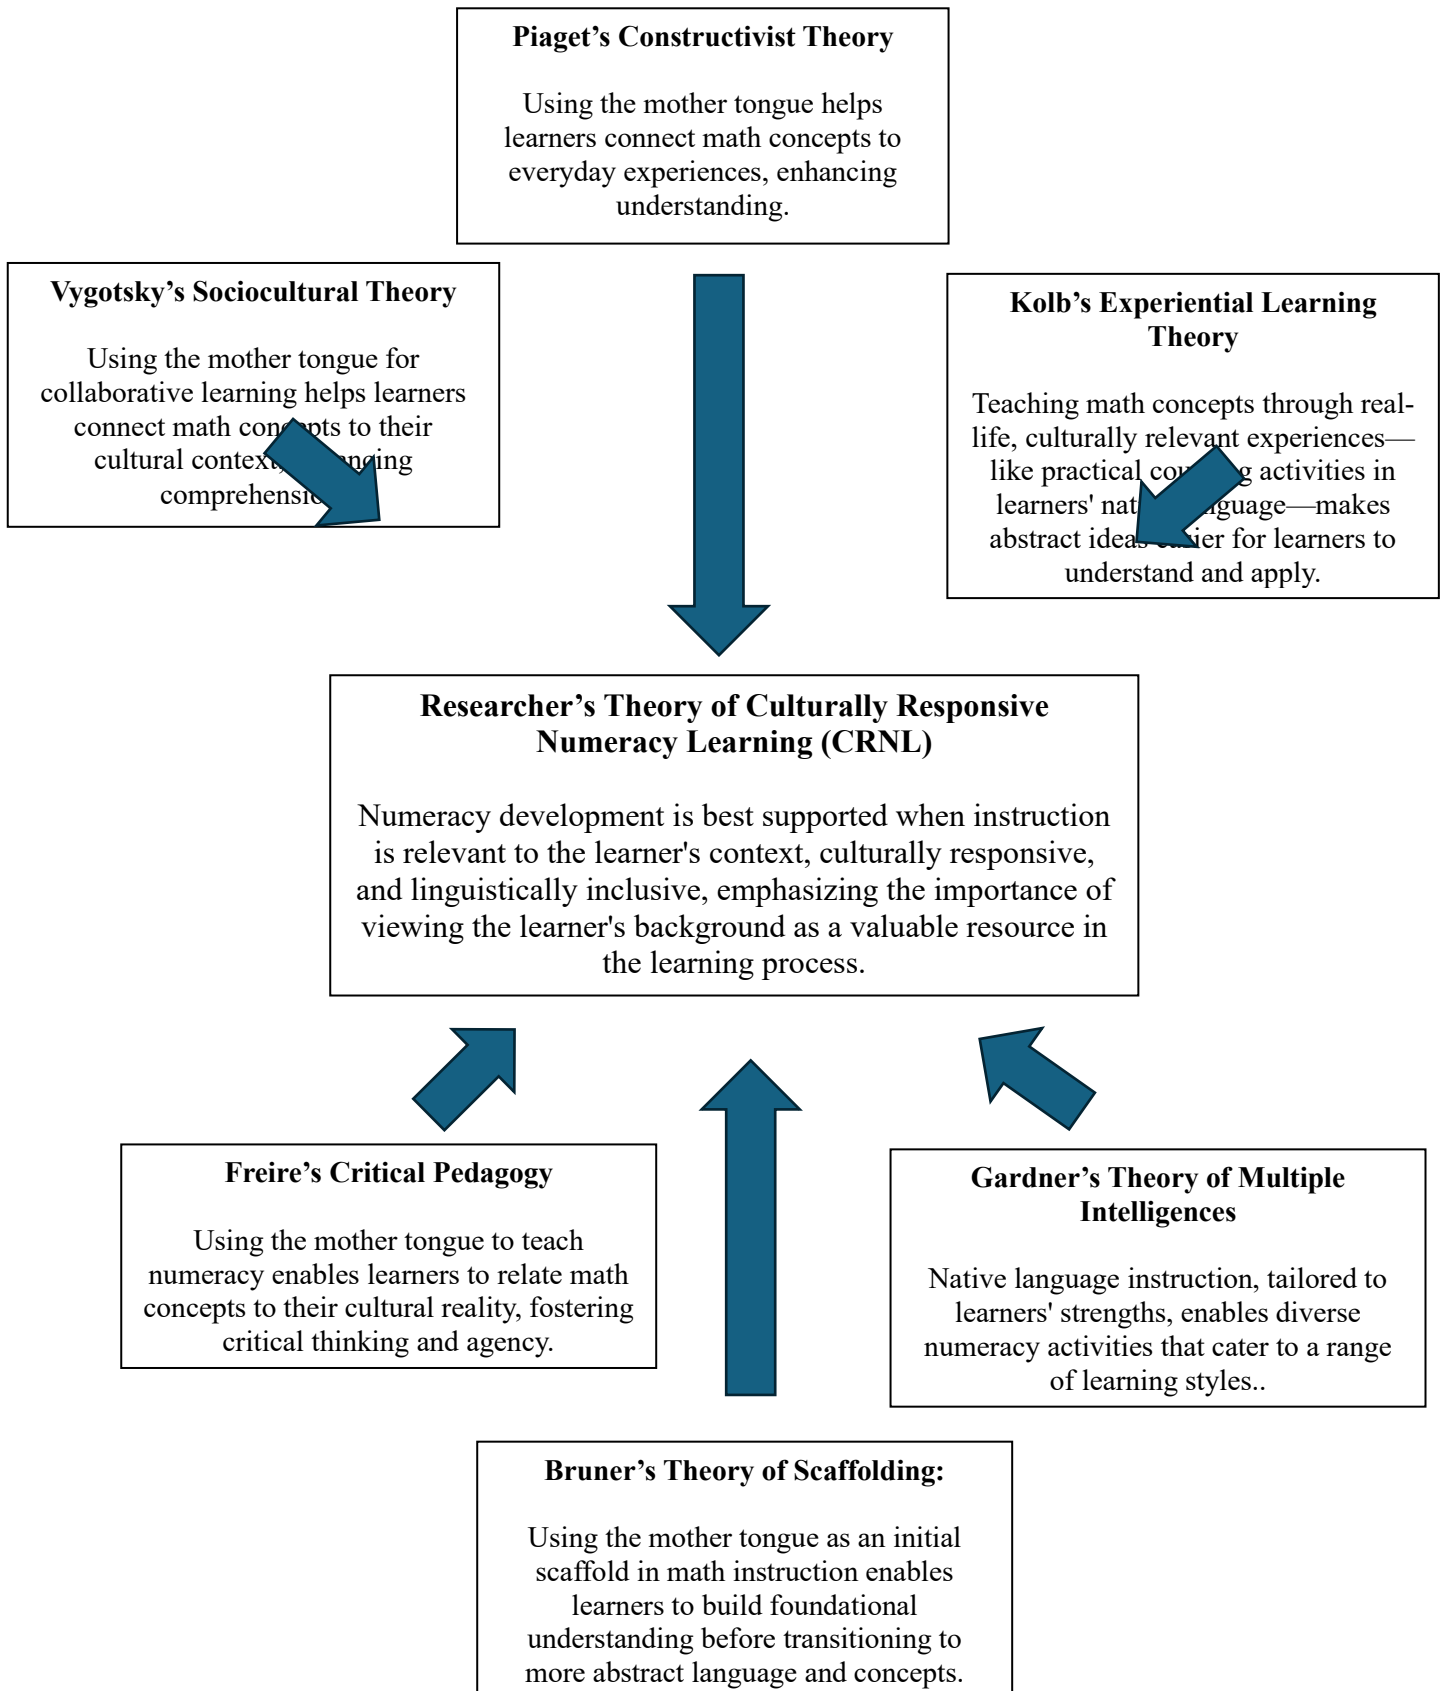 Piaget’s Constructivist Theory
Using the mother tongue helps
learners connect math concepts to
everyday experiences, enhancing
understanding.
Vygotsky’s Sociocultural Theory
Using the mother tongue for
collaborative learning helps learners
connect math concepts to their
cultural context,
Kolb’s Experiential Learning
Theory
Teaching math concepts through real-
life, culturally relevant experiences—
like practical activities in
learners' makes
abstract ideas easier for learners to
understand and apply.
Researcher’s Theory of Culturally Responsive
Numeracy Learning (CRNL)
Numeracy development is best supported when instruction
is relevant to the learner's context, culturally responsive,
and linguistically inclusive, emphasizing the importance of
viewing the learner's background as a valuable resource in
the learning process.
Freire’s Critical Pedagogy
Using the mother tongue to teach
numeracy enables learners to relate math
concepts to their cultural reality, fostering
critical thinking and agency.
Gardner’s Theory of Multiple
Intelligences
Native language instruction, tailored to
learners' strengths, enables diverse
numeracy activities that cater to a range
of learning styles..
Bruner’s Theory of Scaffolding:
Using the mother tongue as an initial
scaffold in math instruction enables
learners to build foundational
understanding before transitioning to
more abstract language and concepts.